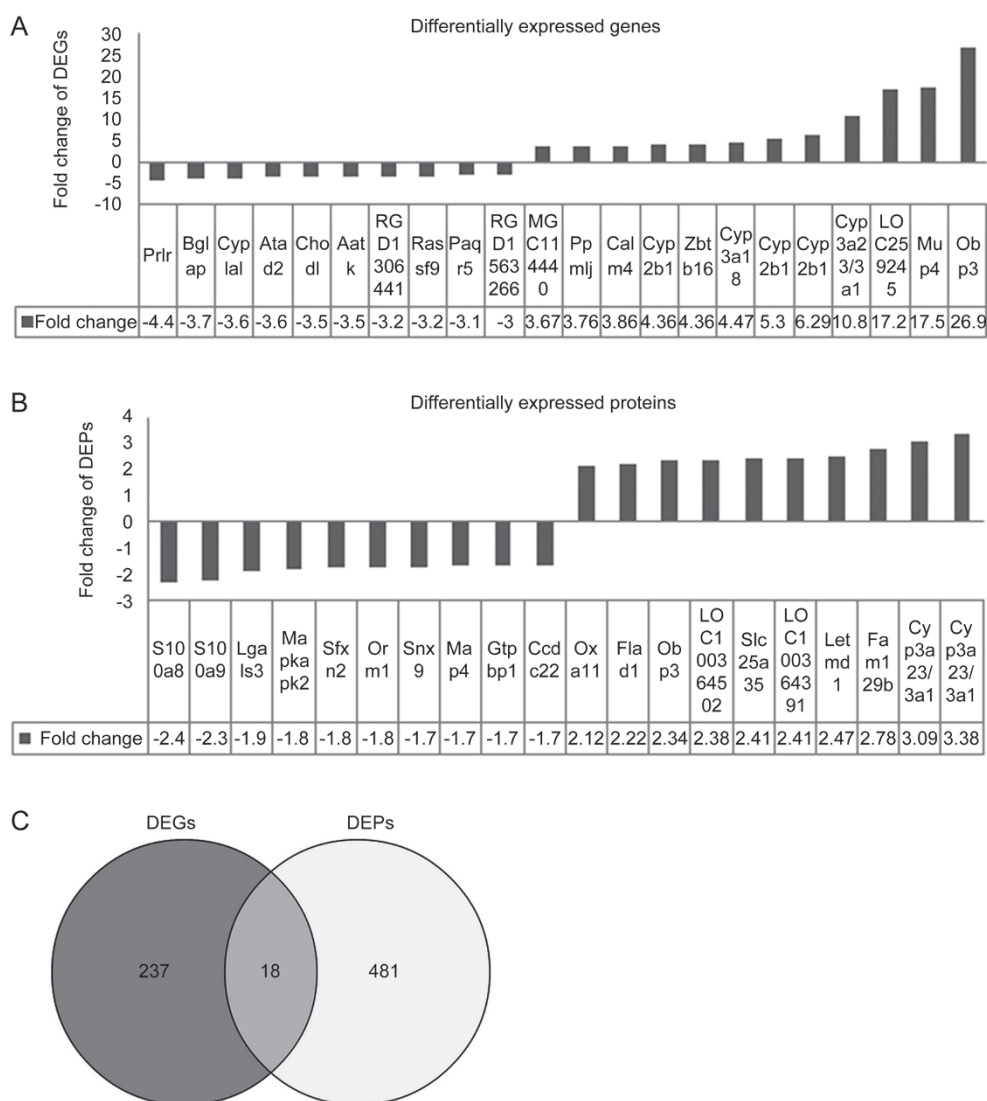 A
Differentially expressed genes
Fold change of DEGs
30
25
20
15
10
5
0
-5
-10
Prlr
Bgl
ap
Cyp
lal
Ata
d2
Cho
dl
Aat
k
RG
D1
306
441
Ras
sf9
Paq
r5
RG
D1
563
266
MG
C11
444
0
Pp
mlj
Cal
m4
Cyp
2b1
Zbt
b16
Cyp
3a1
8
Cyp
2b1
Cyp
2b1
Cyp
3a2
3/3
a1
LO
C25
924
5
Mu
p4
Ob
p3
Fold change -4.4 -3.7 -3.6 -3.6 -3.5 -3.5 -3.2 -3.2 -3.1 -3 3.67 3.76 3.86 4.36 4.36 4.47 5.3 6.29 10.8 17.2 17.5 26.9
B
Differentially expressed proteins
Fold change of DEPs
4
3
2
1
0
-1
-2
-3
S10
0a8
S10
0a9
Lga
ls3
Ma
pka
pk2
Sfx
n2
Or
m1
Snx
9
Ma
p4
Gtp
bp1
Ccd
c22
Ox
a11
Fla
d1
Ob
p3
LO
C1
003
645
02
Slc
25a
35
LO
C1
003
643
91
Let
md
1
Fa
m1
29b
Cy
p3a
23/
3a1
Cy
p3a
23/
3a1
Fold change -2.4 -2.3 -1.9 -1.8 -1.8 -1.8 -1.7 -1.7 -1.7 -1.7 2.12 2.22 2.34 2.38 2.41 2.41 2.47 2.78 3.09 3.38
C
DEGs
DEPs
237
18
481